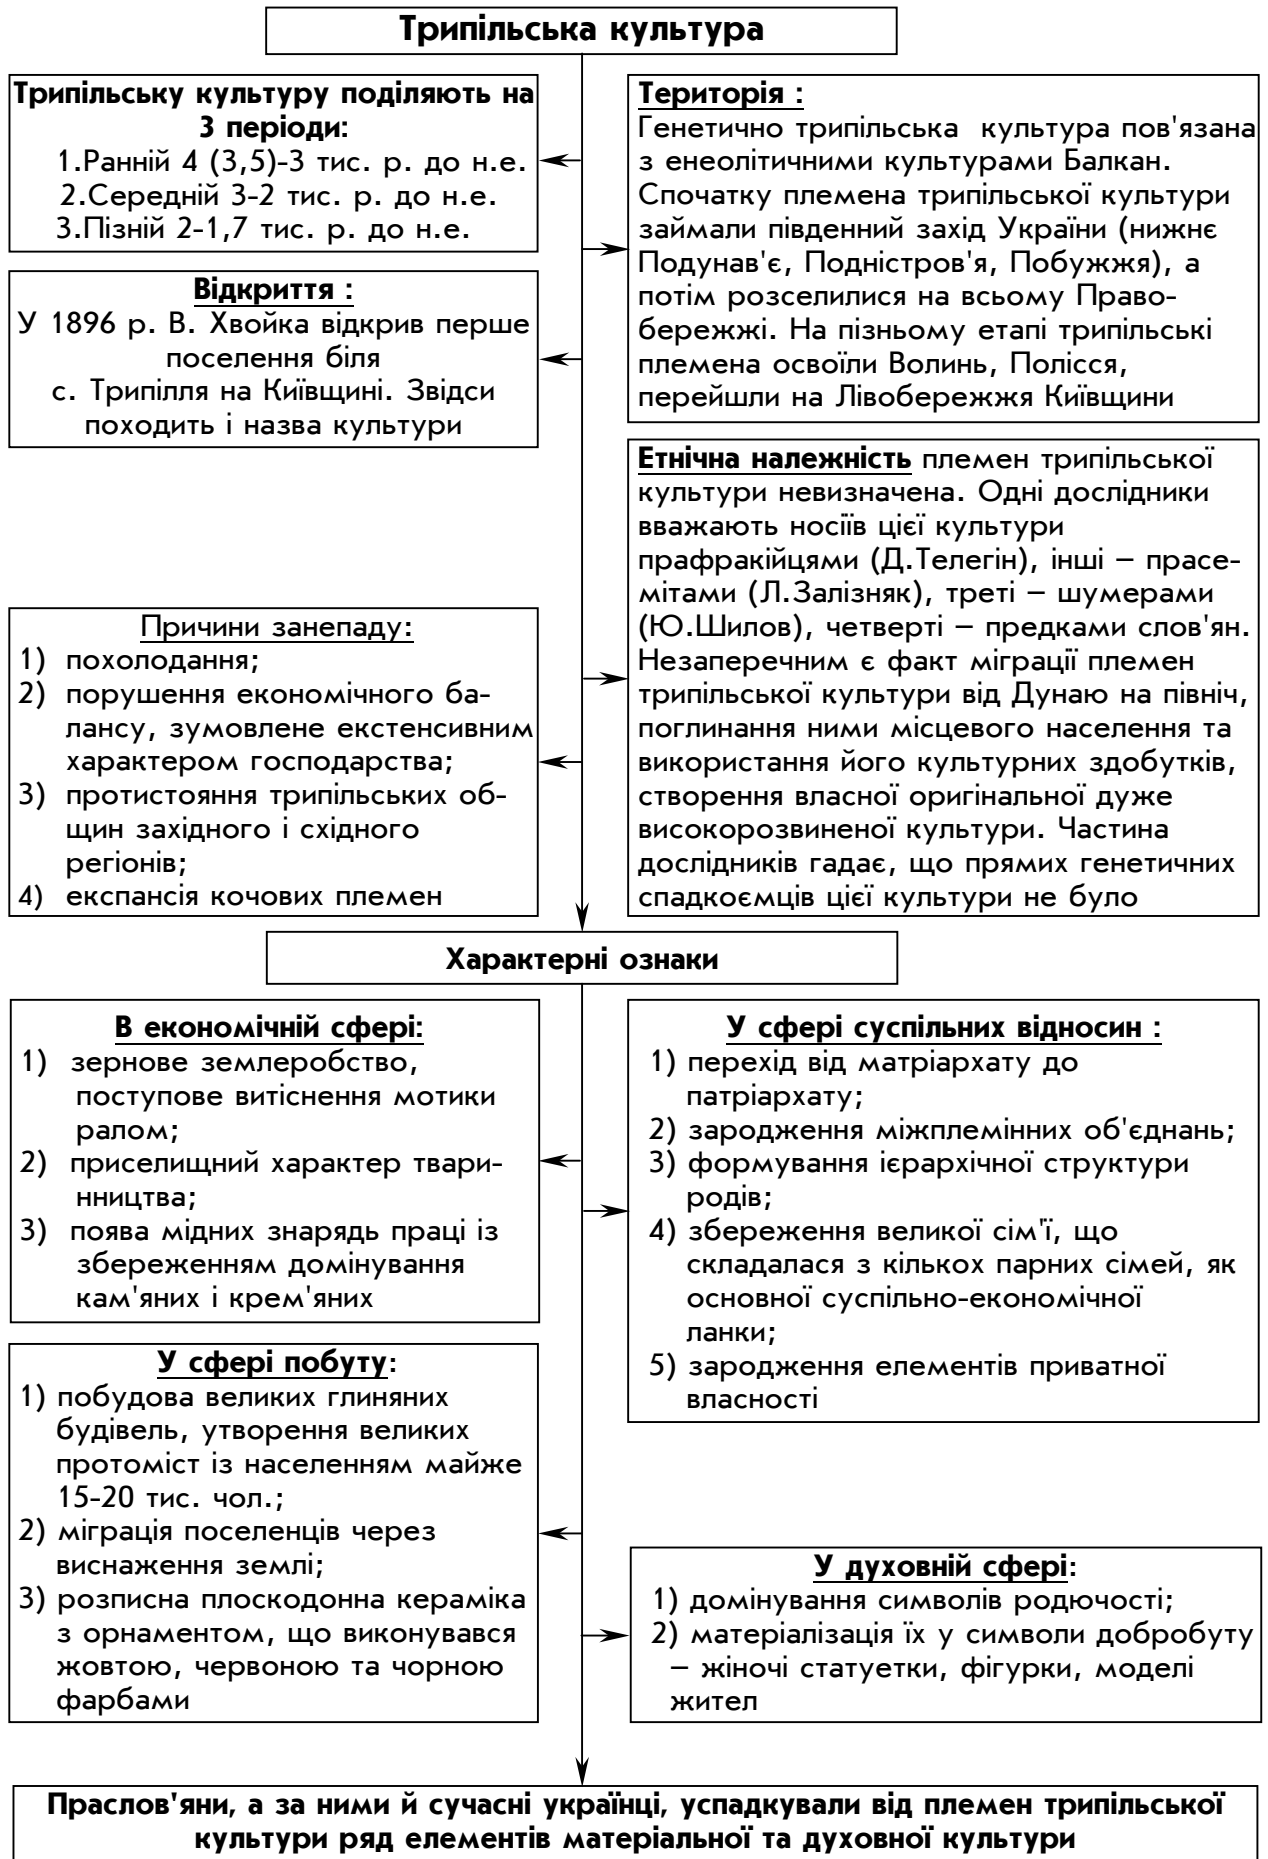 Трипільська культура
Трипільську культуру поділяють на
3 періоди:
1.Ранній 4 (3,5)-3 тис. р. до н.е.
2.Середній 3-2 тис. р. до н.е.
3.Пізній 2-1,7 тис. р. до н.е.
Територія :
Генетично трипільська культура пов'язана
з енеолітичними культурами Балкан.
Спочатку племена трипільської культури
займали південний захід України (нижнє
Подунав'є, Подністров'я, Побужжя), а
потім розселилися на всьому Право-
бережжі. На пізньому етапі трипільські
племена освоїли Волинь, Полісся,
перейшли на Лівобережжя Київщини
Відкриття :
У 1896 р. В. Хвойка відкрив перше
поселення біля
с. Трипілля на Київщині. Звідси
походить і назва культури
Етнічна належність племен трипільської
культури невизначена. Одні дослідники
вважають носіїв цієї культури
прафракійцями (Д.Телегін), інші – прасе-
мітами (Л.Залізняк), треті – шумерами
(Ю.Шилов), четверті – предками слов'ян.
Незаперечним є факт міграції племен
трипільської культури від Дунаю на північ,
поглинання ними місцевого населення та
використання його культурних здобутків,
створення власної оригінальної дуже
високорозвиненої культури. Частина
дослідників гадає, що прямих генетичних
спадкоємців цієї культури не було
Причини занепаду:
1) похолодання;
2) порушення економічного ба-
лансу, зумовлене екстенсивним
характером господарства;
3) протистояння трипільських об-
щин західного і східного
регіонів;
4) експансія кочових племен
Характерні ознаки
В економічній сфері:
1) зернове землеробство,
поступове витіснення мотики
ралом;
2) приселищний характер твари-
нництва;
3) поява мідних знарядь праці із
збереженням домінування
кам'яних і крем'яних
У сфері суспільних відносин :
1) перехід від матріархату до
патріархату;
2) зародження міжплемінних об'єднань;
3) формування ієрархічної структури
родів;
4) збереження великої сім'ї, що
складалася з кількох парних сімей, як
основної суспільно-економічної
ланки;
5) зародження елементів приватної
власності
У сфері побуту:
1) побудова великих глиняних
будівель, утворення великих
протоміст із населенням майже
15-20 тис. чол.;
2) міграція поселенців через
виснаження землі;
3) розписна плоскодонна кераміка
з орнаментом, що виконувався
жовтою, червоною та чорною
фарбами
У духовній сфері:
1) домінування символів родючості;
2) матеріалізація їх у символи добробуту
– жіночі статуетки, фігурки, моделі
жител
Праслов'яни, а за ними й сучасні українці, успадкували від племен трипільської
культури ряд елементів матеріальної та духовної культури